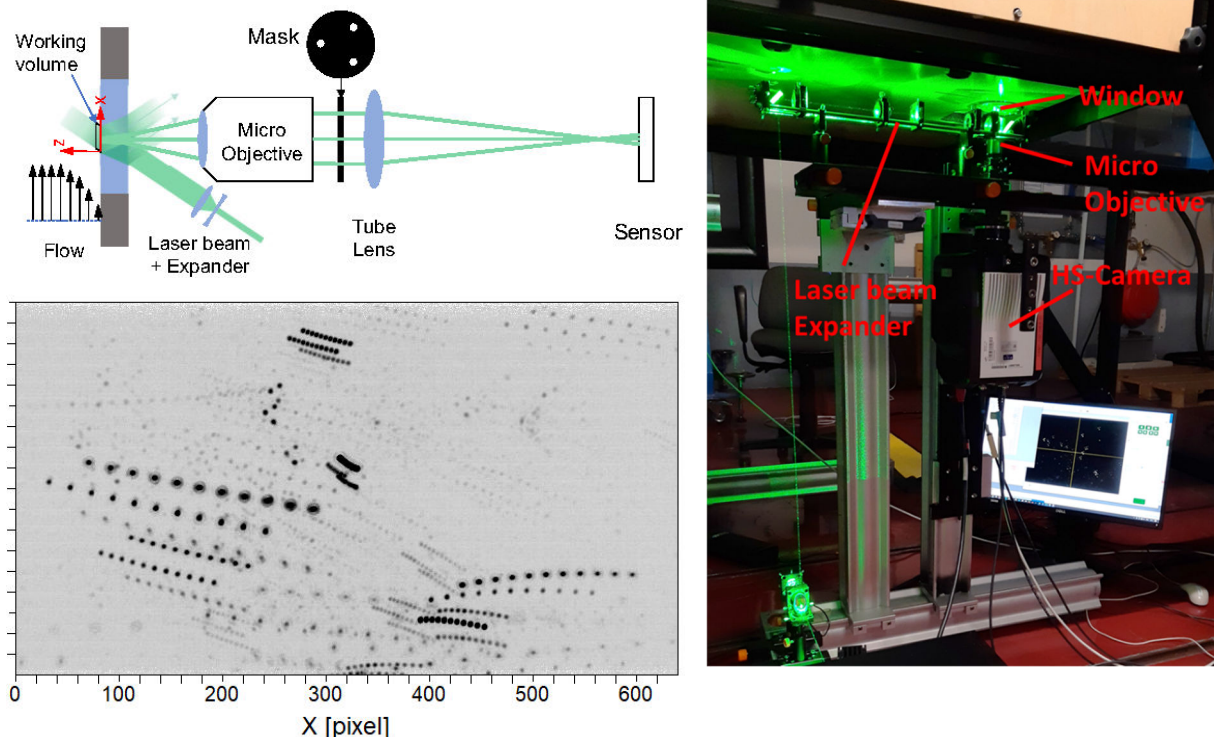 Working
volume
Mask
x
z
Micro
Objective
Flow
Laser beam
+ Expander
Tube
Lens
Sensor
0 100 200 300 400 500 600
X [pixel]
Window
Micro
Objective
HS-Camera
Laser beam
Expander